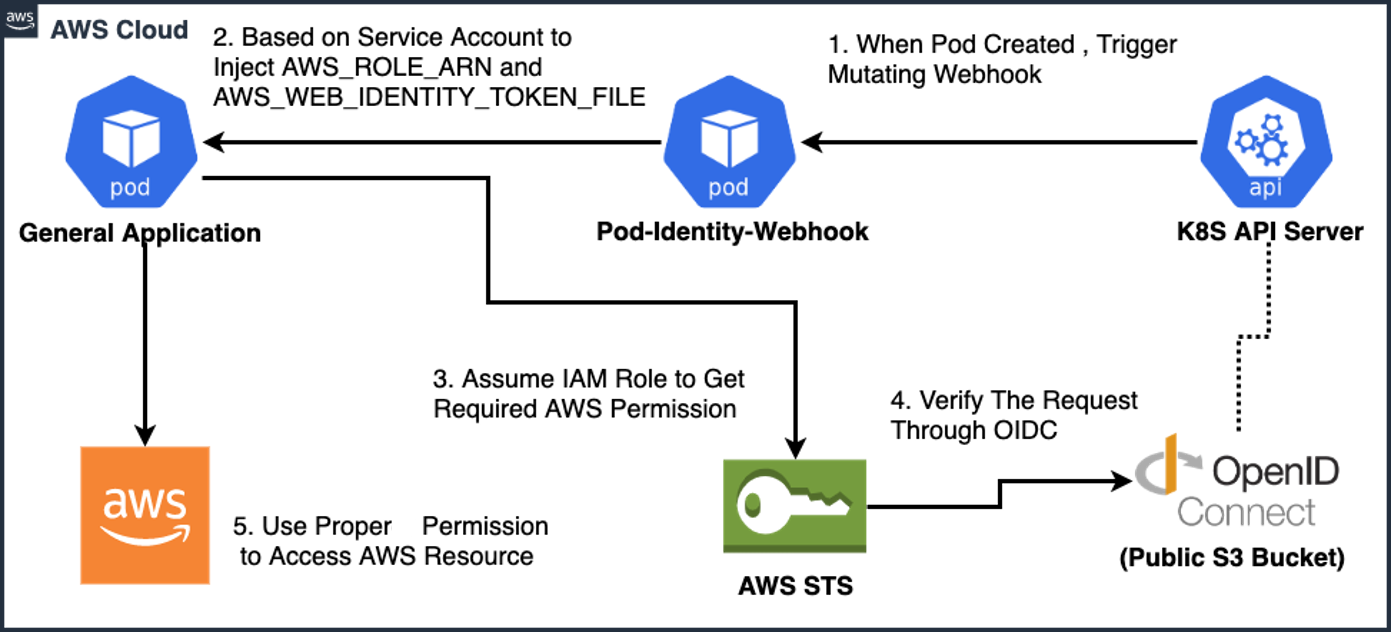 aws
AWS Cloud
2. Based on Service Account to
Inject AWS_ROLE_ARN and
AWS_WEB_IDENTITY_TOKEN_FILE
1. When Pod Created , Trigger
Mutating Webhook
pod
General Application
pod
Pod-Identity-Webhook
api
K8S API Server
3. Assume IAM Role to Get
Required AWS Permission
4. Verify The Request
Through OIDC
aws
5. Use Proper    Permission
to Access AWS Resource
AWS STS
OpenID
Connect
(Public S3 Bucket)